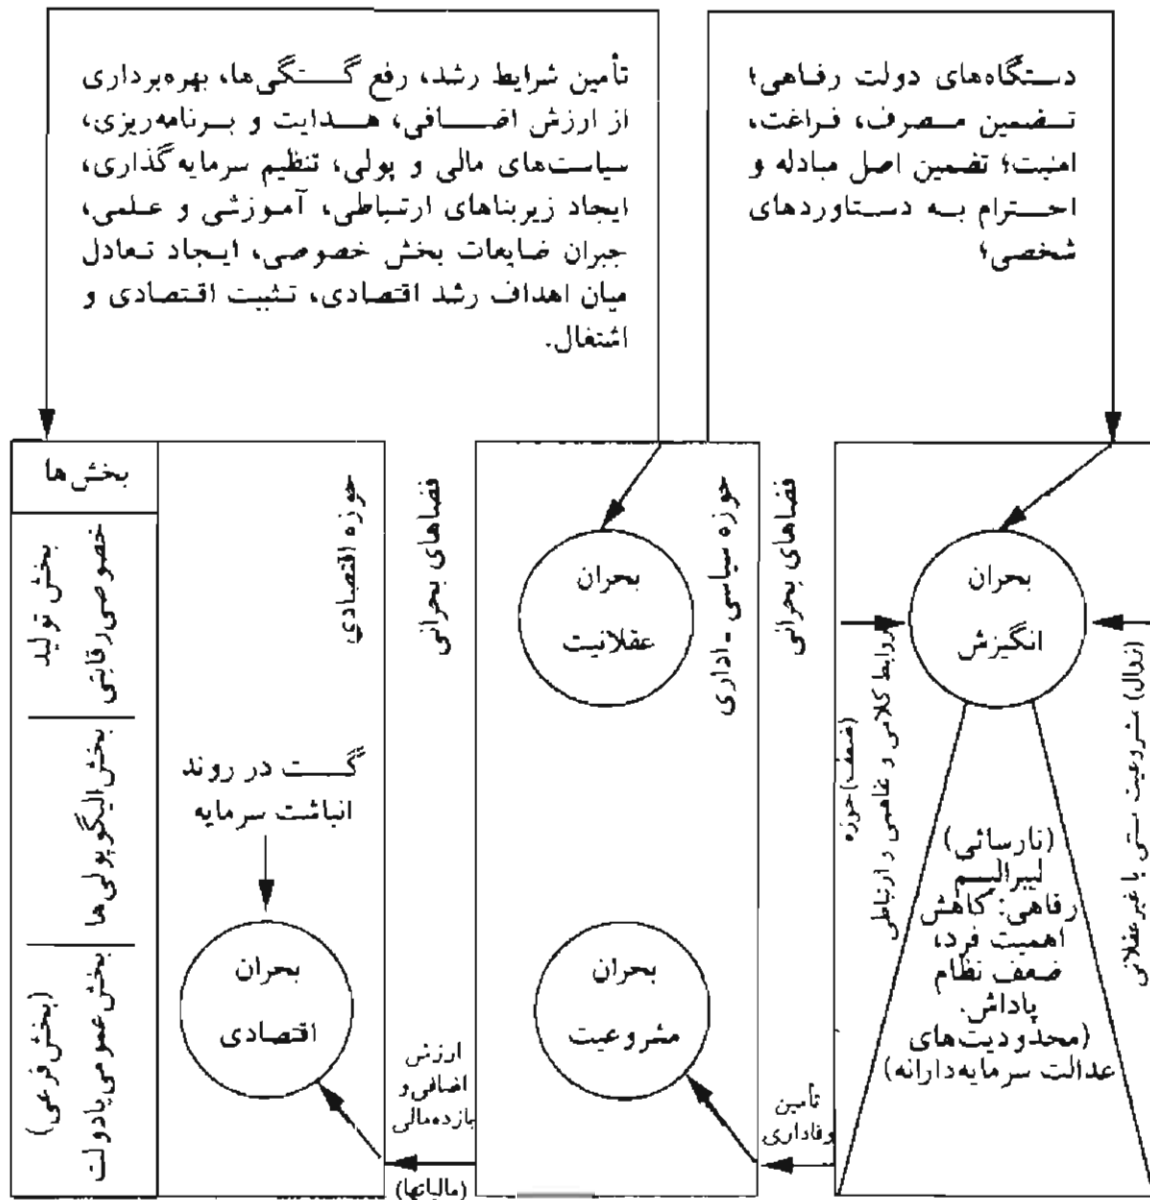 دستگاه‌های دولت رفاهی؛
تضمین مصرف، فراغت،
امنیت؛ تضمین اصل مبادله و
احترام به دستاوردهای
شخصی؛
تأمین شرایط رشد، رفع گستگی‌ها، بهره‌برداری
از ارزش اضافی، هدایت و برنامه‌ریزی،
سیاست‌های مالی و پولی، تنظیم سرمایه‌گذاری،
ایجاد زیربناهای ارتباطی، آموزشی و علمی،
جبران ضایعات بخش خصوصی، ایجاد تعادل
میان اهداف رشد اقتصادی، تثبیت اقتصادی و
اشتغال.
بحران
انگیزش
(زوال) مشروعیت سنتی با غیرعقلانی
(ضعف) حوزه
روابط کلامی و تفاهمی و ارتباطی
(نارسائی)
لیبرالیسم
رفاهی: کاهش
اهمیت فرد،
ضعف نظام
پاداش.
(محدودیت‌های
عدالت سرمایه‌دارانه)
فضاهای بحرانی
تأمین
وفاداری
حوزه سیاسی - اداری
بحران
عقلانیت
بحران
مشروعیت
فضاهای بحرانی
ارزش
اضافی و
بازده مالی
(مالیاتها)
حوزه اقتصادی
گست در روند
انباشت سرمایه
بحران
اقتصادی
بخش‌ها
بخش تولید
خصوصی رقابتی
بخش الیگوپولی‌ها
بخش عمومی یا دولت
(بخش فرعی)